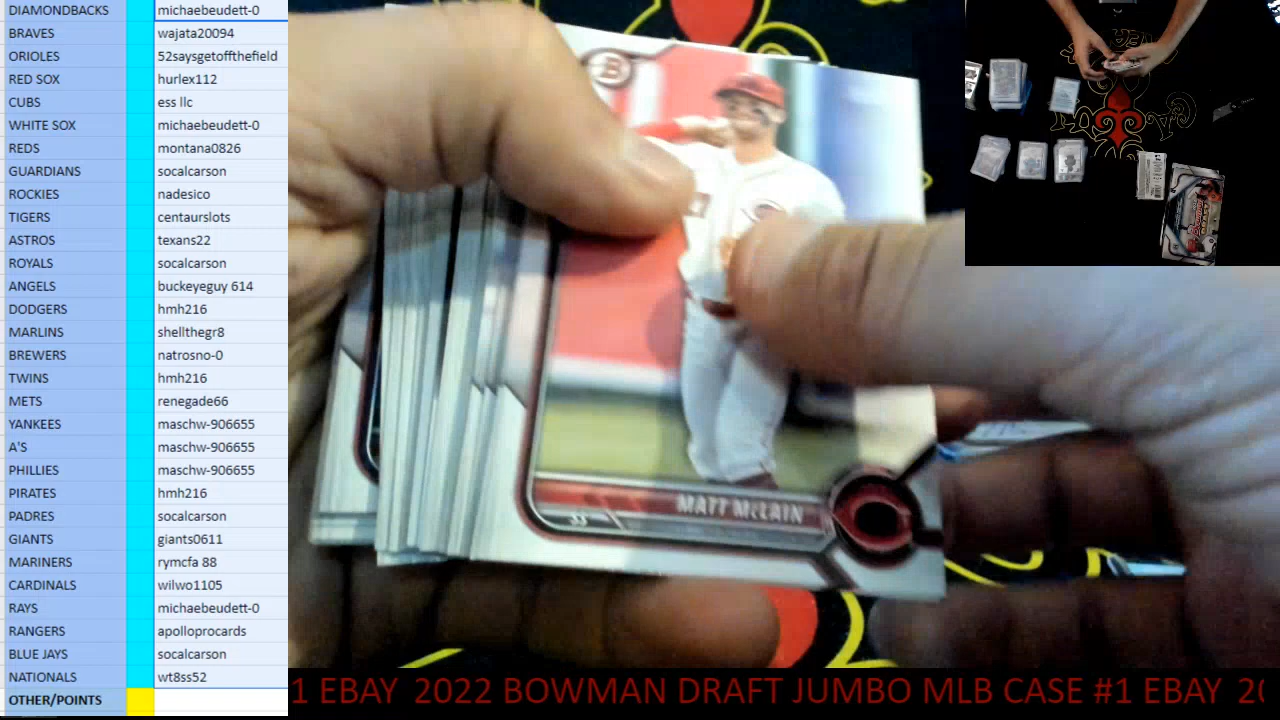 DIAMONDBACKS michaebeudett-0
BRAVES wajata20094
ORIOLES 52saysgetoffthefield
RED SOX hurlex112
CUBS ess llc
WHITE SOX michaebeudett-0
REDS montana0826
GUARDIANS socalcarson
ROCKIES nadesico
TIGERS centaurslots
ASTROS texans22
ROYALS socalcarson
ANGELS buckeyeguy 614
DODGERS hmh216
MARLINS shellthegr8
BREWERS natrosno-0
TWINS hmh216
METS renegade66
YANKEES maschw-906655
A'S maschw-906655
PHILLIES maschw-906655
PIRATES hmh216
PADRES socalcarson
GIANTS giants0611
MARINERS rymcfa 88
CARDINALS wilwo1105
RAYS michaebeudett-0
RANGERS apolloprocards
BLUE JAYS socalcarson
NATIONALS wt8ss52
OTHER/POINTS
B
MATT McLAIN
1 EBAY 2022 BOWMAN DRAFT JUMBO MLB CASE #1 EBAY 20